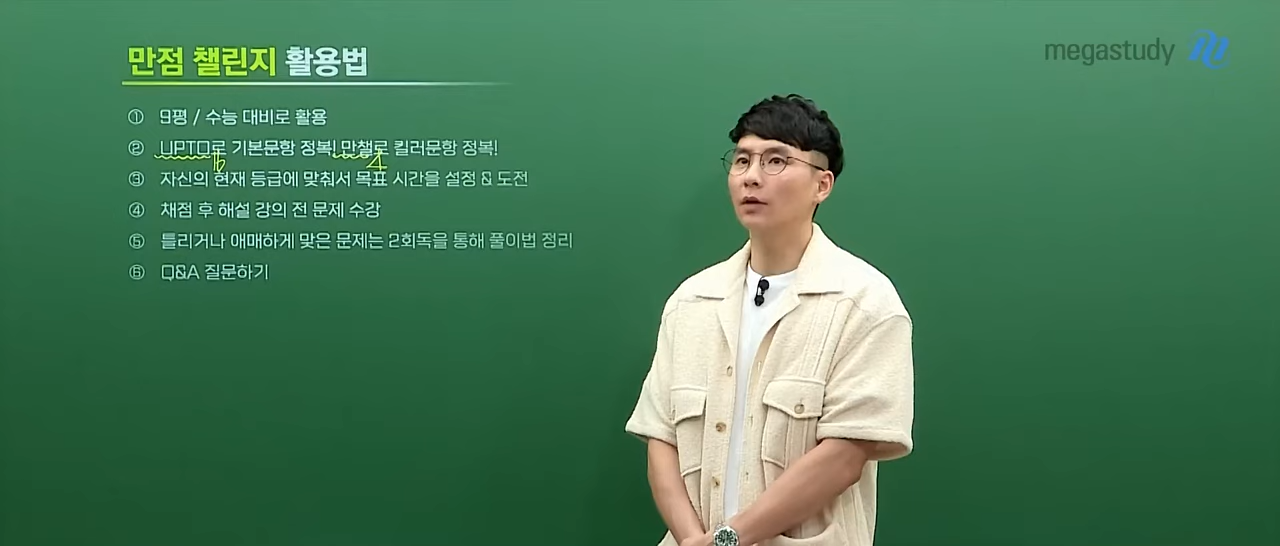 만점 챌린지 활용법
megastudy
① 9평 / 수능 대비로 활용
② UPTO로 기본문항 정복! 만챌로 킬러문항 정복!
16 4
③ 자신의 현재 등급에 맞춰서 목표 시간을 설정 & 도전
④ 채점 후 해설 강의 전 문제 수강
⑤ 틀리거나 애매하게 맞은 문제는 2회독을 통해 풀이법 정리
⑥ Q&A 질문하기